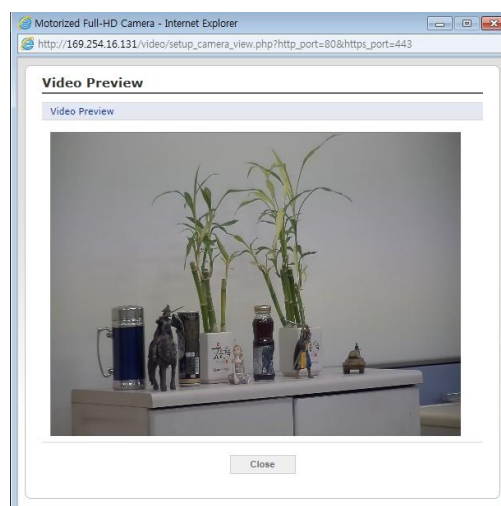 Motorized Full-HD Camera - Internet Explorer
http://169.254.16.131/video/setup_camera_view.php?http_port=80&https_port=443
Video Preview
Video Preview
Close